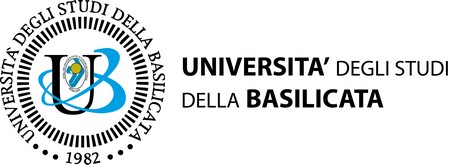 UNIVERSITA' DEGLI STUDI DELLA BASILICATA
U B
• 1982 •
UNIVERSITA' DEGLI STUDI
DELLA BASILICATA